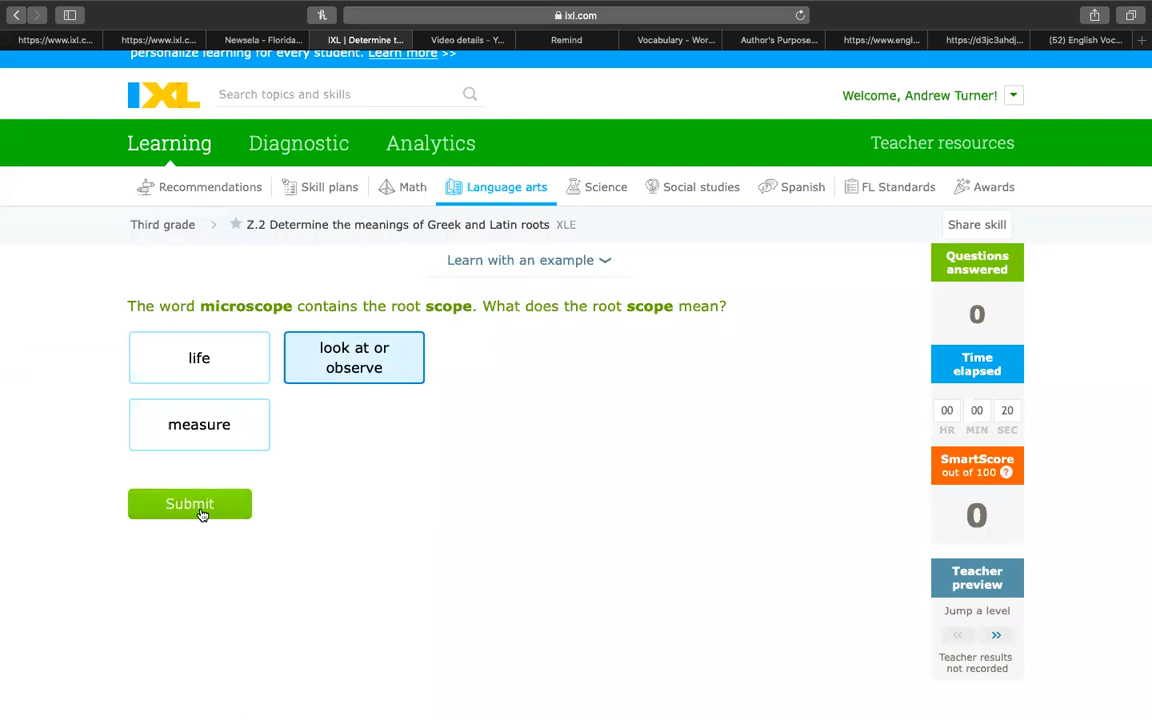 ixl.com
https://www.ixl.c...
https://www.ixl.c...
Newsela - Florida...
IXL | Determine t...
Video details - Y...
Remind
Vocabulary - Wor...
Author's Purpose...
https://www.engl...
https://d3jc3ahdj...
(52) English Voc...
personalize learning for every student. Learn more >>
IXL
Search topics and skills
Welcome, Andrew Turner!
Learning
Diagnostic
Analytics
Teacher resources
Recommendations
Skill plans
Math
Language arts
Science
Social studies
Spanish
FL Standards
Awards
Third grade > Z.2 Determine the meanings of Greek and Latin roots XLE
Share skill
Learn with an example
The word microscope contains the root scope. What does the root scope mean?
life
look at or
observe
measure
Submit
Questions
answered
0
Time
elapsed
00 00 20
HR MIN SEC
SmartScore
out of 100 ?
0
Teacher
preview
Jump a level
<< >>
Teacher results
not recorded